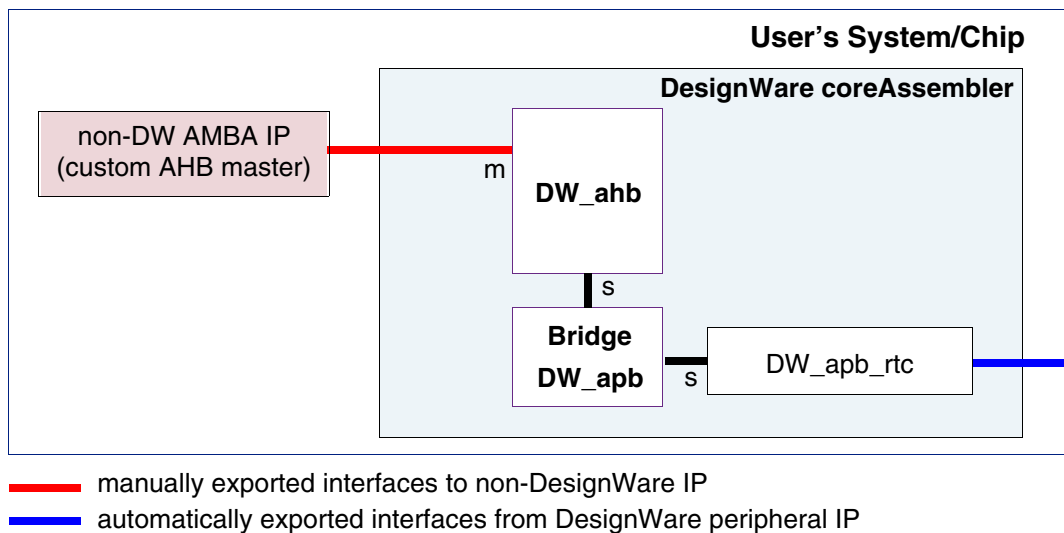 User's System/Chip
DesignWare coreAssembler
non-DW AMBA IP
(custom AHB master)
m
DW_ahb
s
Bridge
DW_apb
s
DW_apb_rtc
manually exported interfaces to non-DesignWare IP
automatically exported interfaces from DesignWare peripheral IP